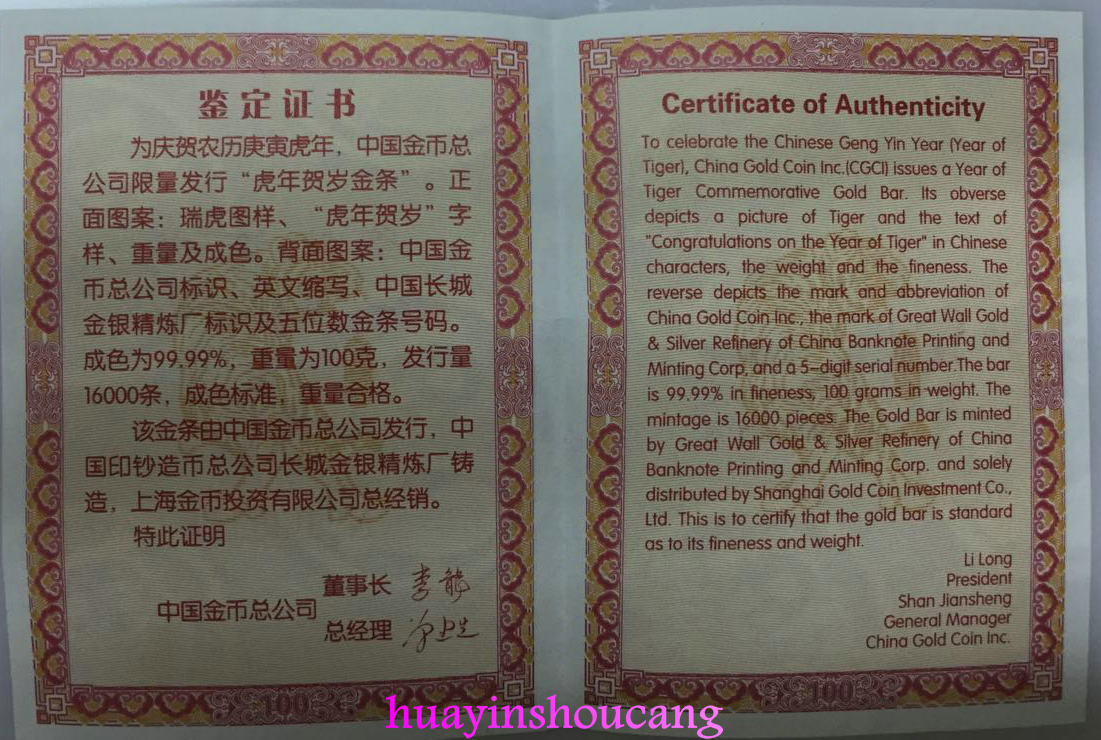 鉴定证书
为庆贺农历庚寅虎年，中国金币总
公司限量发行“虎年贺岁金条”。正
面图案：瑞虎图样、“虎年贺岁”字
样、重量及成色。背面图案：中国金
币总公司标识、英文缩写、中国长城
金银精炼厂标识及五位数金条号码。
成色为99.99%，重量为100克，发行量
16000条，成色标准，重量合格。
该金条由中国金币总公司发行，中
国印钞造币总公司长城金银精炼厂铸
造，上海金币投资有限公司总经销。
特此证明
董事长 李龍
中国金币总公司
总经理
100
Certificate of Authenticity
To celebrate the Chinese Geng Yin Year (Year of
Tiger), China Gold Coin Inc.(CGCI) issues a Year of
Tiger Commemorative Gold Bar. Its obverse
depicts a picture of Tiger and the text of
"Congratulations on the Year of Tiger" in Chinese
characters, the weight and the fineness. The
reverse depicts the mark and abbreviation of
China Gold Coin Inc., the mark of Great Wall Gold
& Silver Refinery of China Banknote Printing and
Minting Corp, and a 5-digit serial number.The bar
is 99.99% in fineness, 100 grams in weight. The
mintage is 16000 pieces. The Gold Bar is minted
by Great Wall Gold & Silver Refinery of China
Banknote Printing and Minting Corp. and solely
distributed by Shanghai Gold Coin Investment Co.,
Ltd. This is to certify that the gold bar is standard
as to its fineness and weight.
Li Long
President
Shan Jiansheng
General Manager
China Gold Coin Inc.
100
huayinshoucang